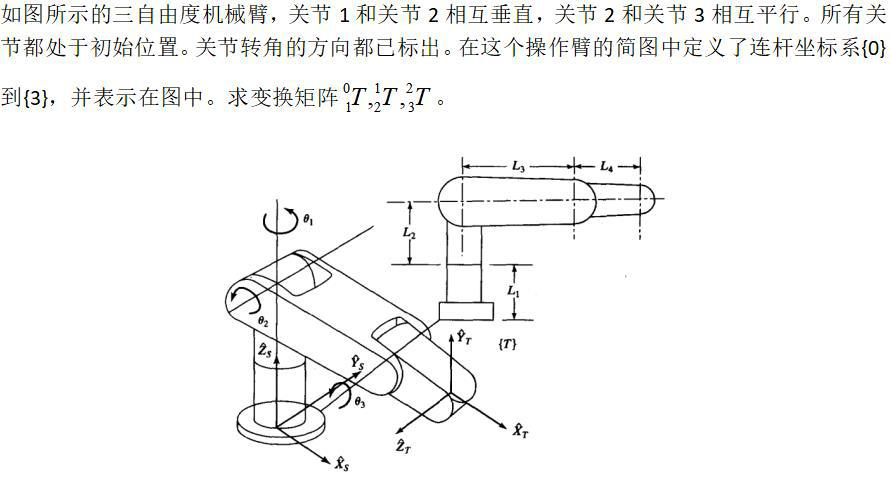 如图所示的三自由度机械臂，关节 1 和关节 2 相互垂直，关节 2 和关节 3 相互平行。所有关
节都处于初始位置。关节转角的方向都已标出。在这个操作臂的简图中定义了连杆坐标系{0}
到{3}，并表示在图中。求变换矩阵 ⁰₁T,¹₂T,²₃T 。
L₃
L₄
θ₁
L₂
L₁
θ₂
Ŷ_T
{T}
Ẑ_S
Ŷ_S
θ₃
X̂_T
Ẑ_T
X̂_S